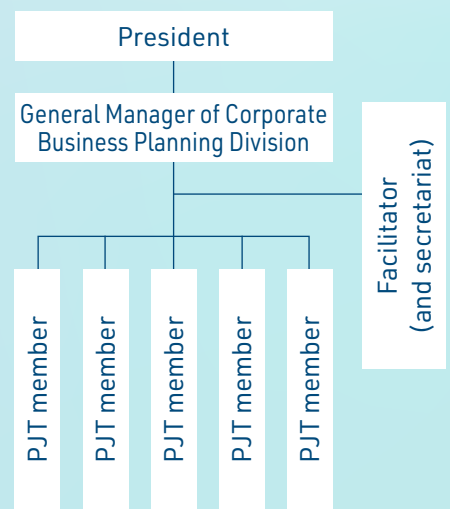 President
General Manager of Corporate
Business Planning Division
Facilitator
(and secretariat)
PJT member
PJT member
PJT member
PJT member
PJT member